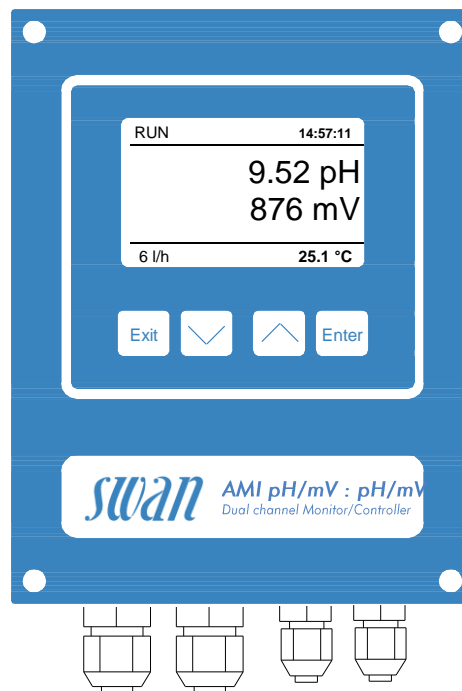 RUN 14:57:11
9.52 pH
876 mV
6 l/h 25.1 °C
Exit Enter
swan AMI pH/mV : pH/mV
Dual channel Monitor/Controller